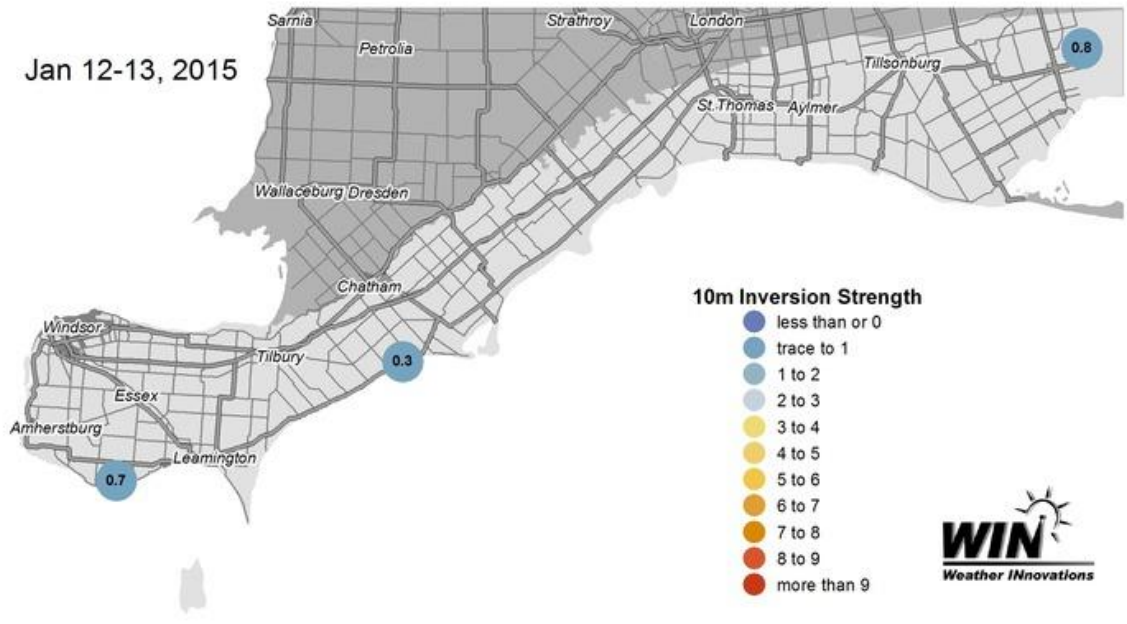 Sarnia
Strathroy
London
Petrolia
0.8
Jan 12-13, 2015
Tillsonburg
St.Thomas
Aylmer
Wallaceburg
Dresden
Chatham
10m Inversion Strength
less than or 0
Windsor
trace to 1
Tilbury
0.3
1 to 2
Essex
2 to 3
3 to 4
Amherstburg
4 to 5
Leamington
0.7
5 to 6
6 to 7
7 to 8
8 to 9
more than 9
WIN
Weather INnovations